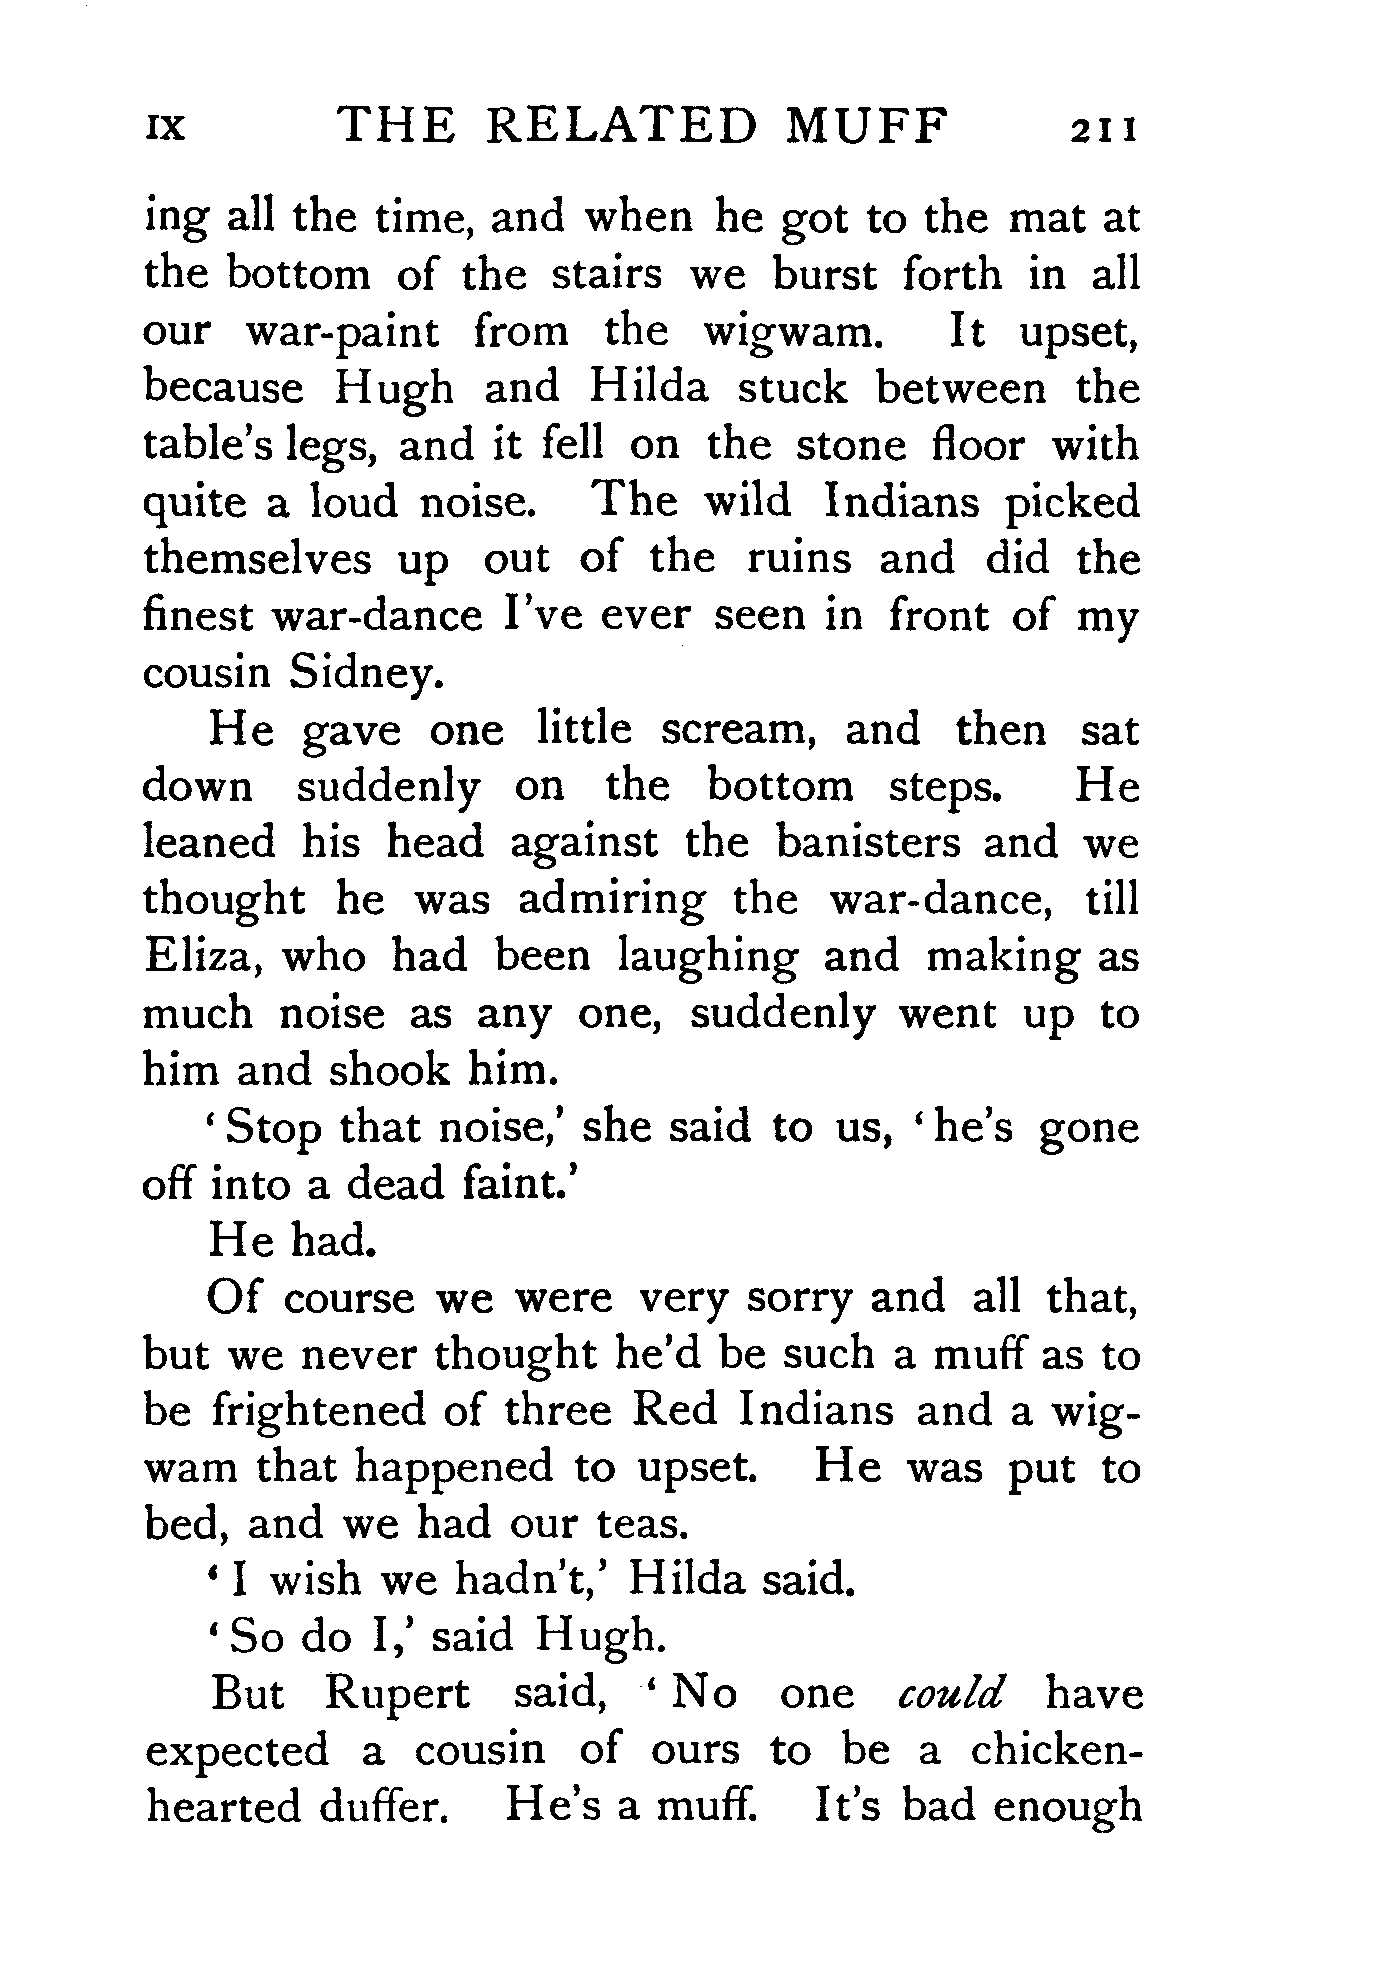 IX THE RELATED MUFF 211
ing all the time, and when he got to the mat at
the bottom of the stairs we burst forth in all
our war-paint from the wigwam. It upset,
because Hugh and Hilda stuck between the
table's legs, and it fell on the stone floor with
quite a loud noise. The wild Indians picked
themselves up out of the ruins and did the
finest war-dance I've ever seen in front of my
cousin Sidney.
He gave one little scream, and then sat
down suddenly on the bottom steps. He
leaned his head against the banisters and we
thought he was admiring the war-dance, till
Eliza, who had been laughing and making as
much noise as any one, suddenly went up to
him and shook him.
‘Stop that noise,’ she said to us, ‘he’s gone
off into a dead faint.’
He had.
Of course we were very sorry and all that,
but we never thought he'd be such a muff as to
be frightened of three Red Indians and a wig-
wam that happened to upset. He was put to
bed, and we had our teas.
‘I wish we hadn't,’ Hilda said.
‘So do I,’ said Hugh.
But Rupert said, ‘No one could have
expected a cousin of ours to be a chicken-
hearted duffer. He's a muff. It's bad enough